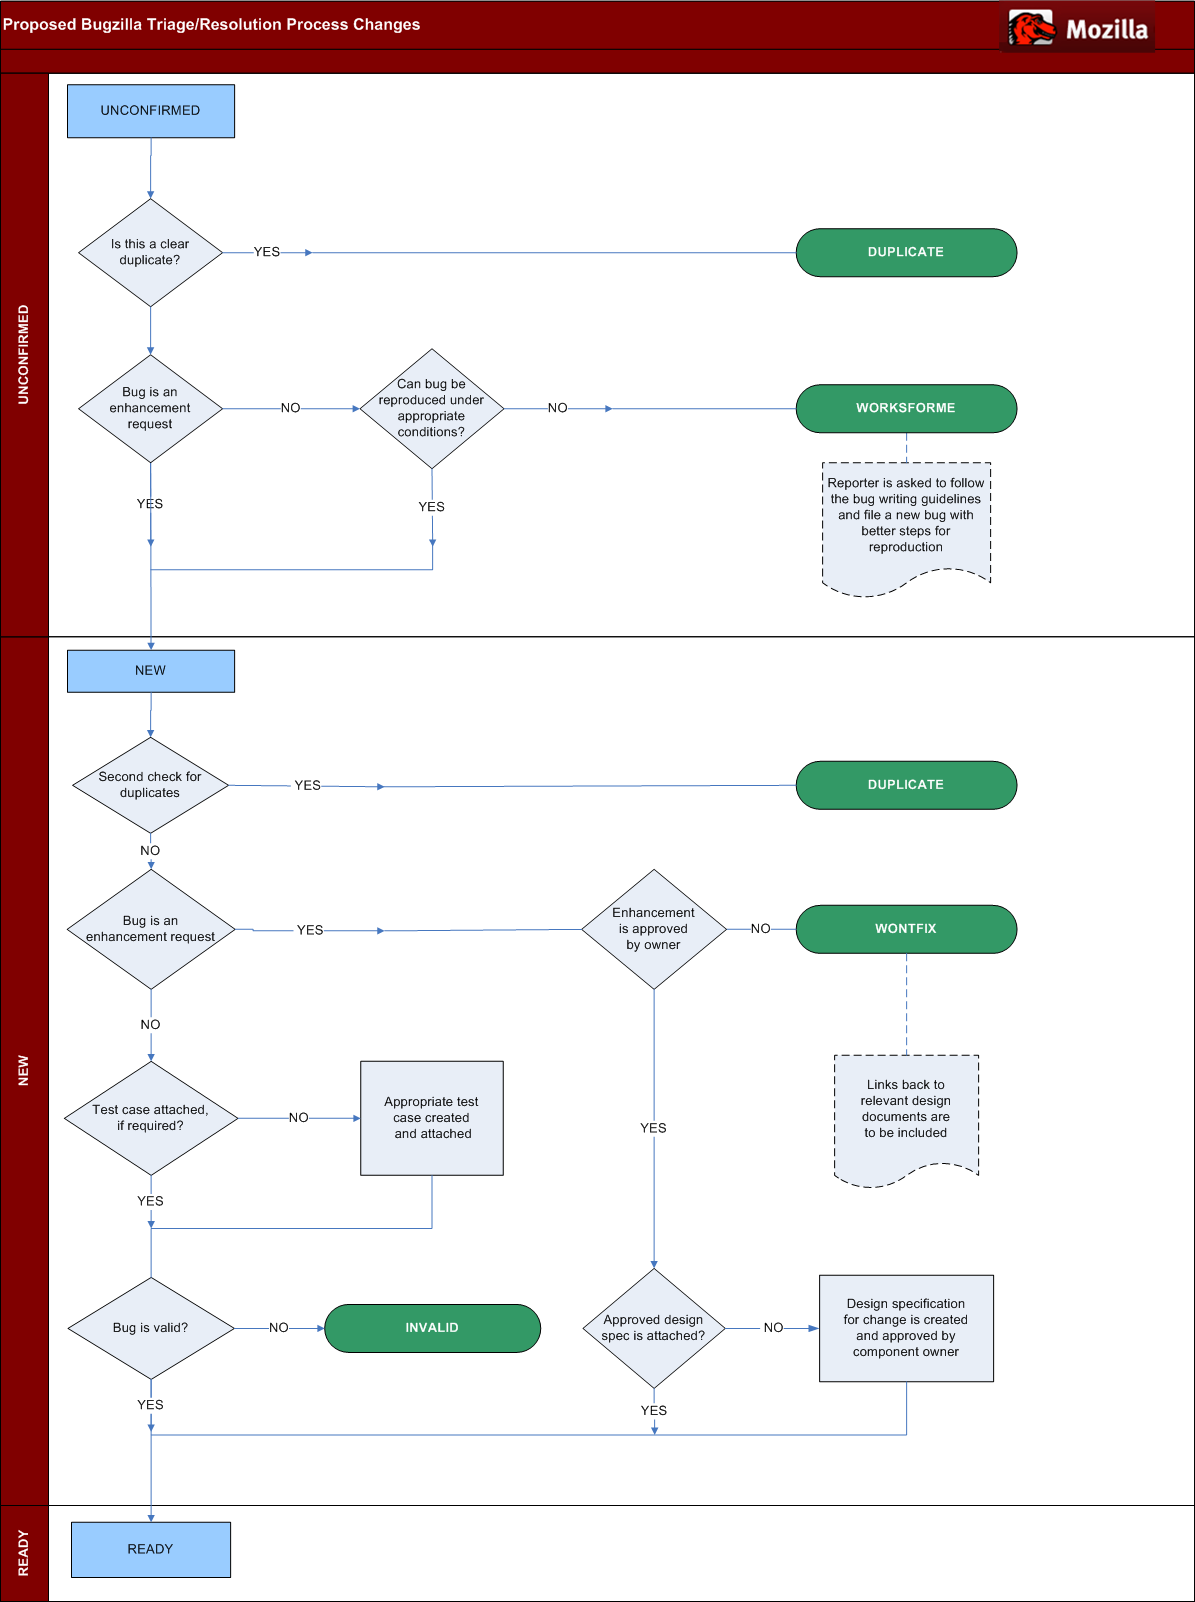 Proposed Bugzilla Triage/Resolution Process Changes
Mozilla
UNCONFIRMED
UNCONFIRMED
Is this a clear
duplicate?
YES
DUPLICATE
Bug is an
enhancement
request
NO
Can bug be
reproduced under
appropriate
conditions?
NO
WORKSFORME
YES
YES
Reporter is asked to follow
the bug writing guidelines
and file a new bug with
better steps for
reproduction
NEW
NEW
Second check for
duplicates
YES
DUPLICATE
NO
Bug is an
enhancement request
YES
Enhancement
is approved
by owner
NO
WONTFIX
NO
Links back to
relevant design
documents are
to be included
Test case attached,
if required?
NO
Appropriate test
case created
and attached
YES
YES
Bug is valid?
NO
INVALID
Approved design
spec is attached?
NO
Design specification
for change is created
and approved by
component owner
YES
YES
READY
READY